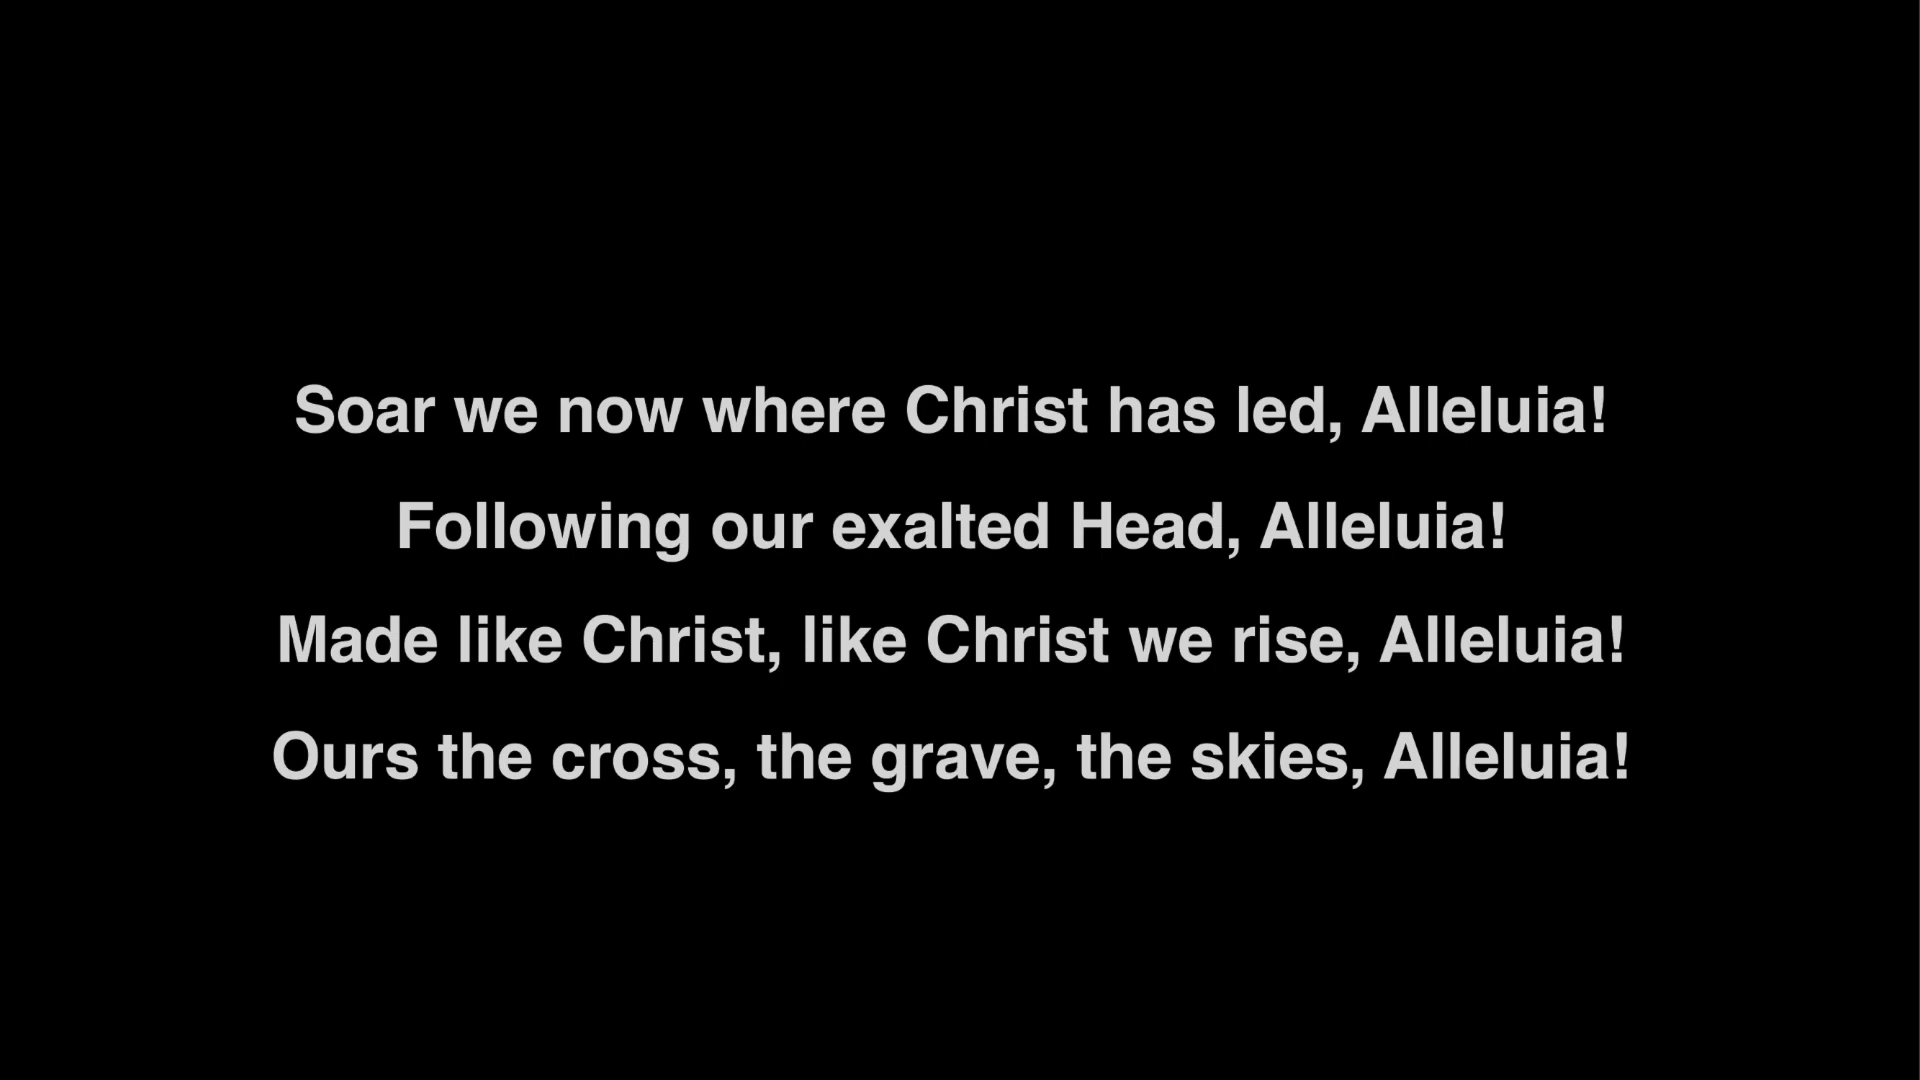 Soar we now where Christ has led, Alleluia!
Following our exalted Head, Alleluia!
Made like Christ, like Christ we rise, Alleluia!
Ours the cross, the grave, the skies, Alleluia!